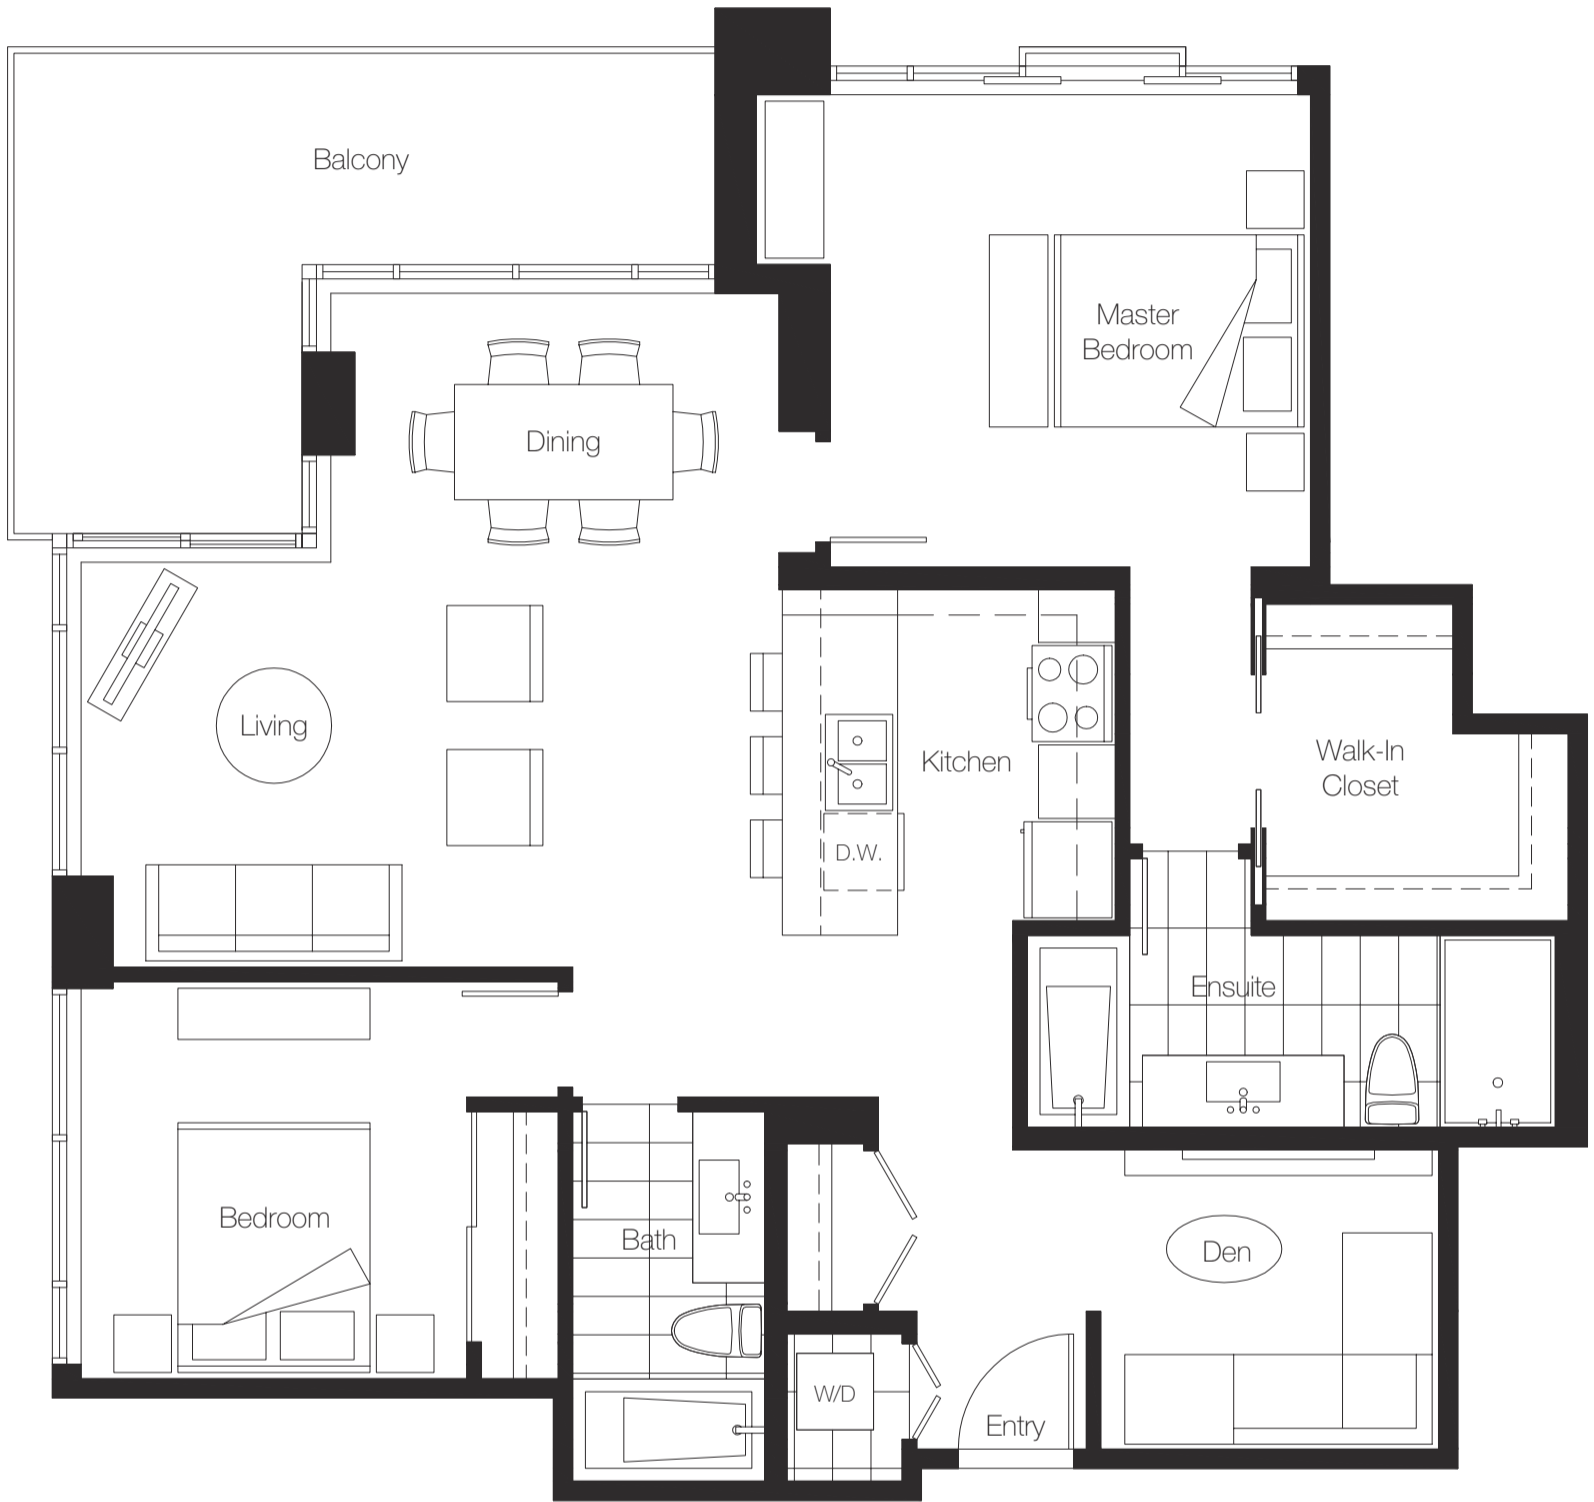 Balcony
Master
Bedroom
Dining
Living
Kitchen
Walk-In
Closet
D.W.
Ensuite
Bedroom
Bath
Den
W/D
Entry